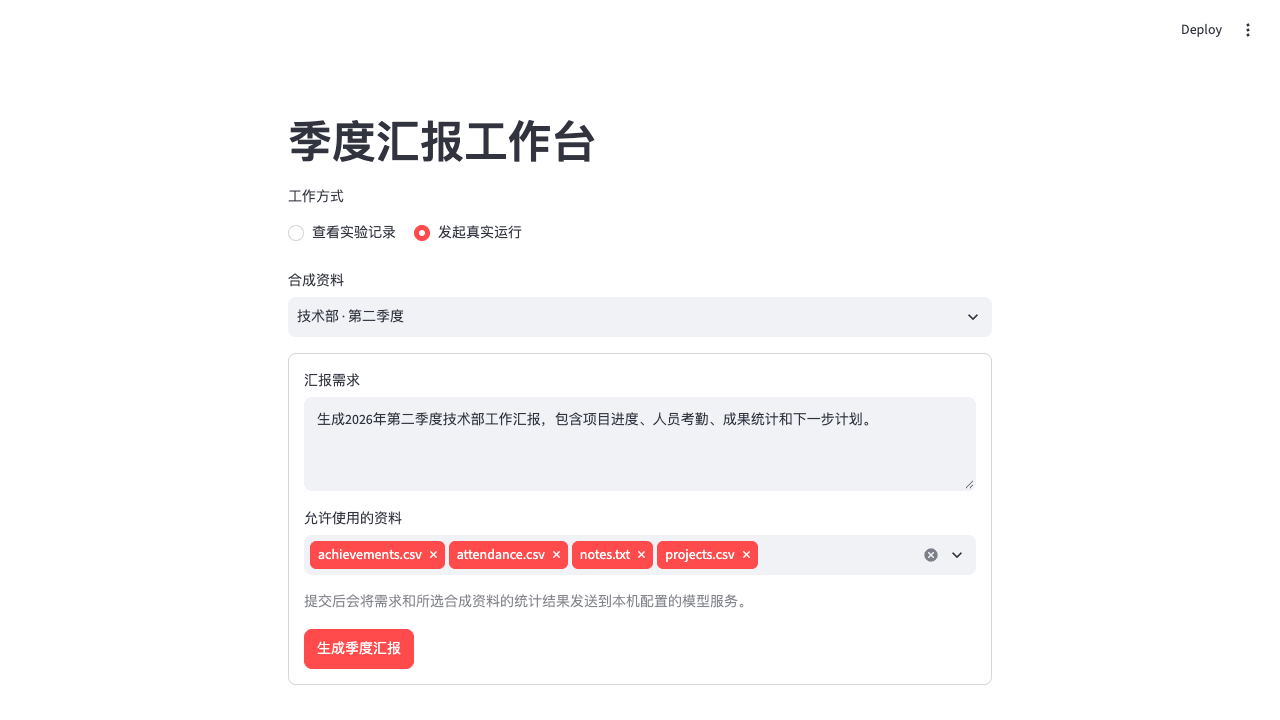 Deploy
季度汇报工作台
工作方式
查看实验记录
发起真实运行
合成资料
技术部 · 第二季度
汇报需求
生成2026年第二季度技术部工作汇报，包含项目进度、人员考勤、成果统计和下一步计划。
允许使用的资料
achievements.csv × attendance.csv × notes.txt × projects.csv ×
提交后会将需求和所选合成资料的统计结果发送到本机配置的模型服务。
生成季度汇报